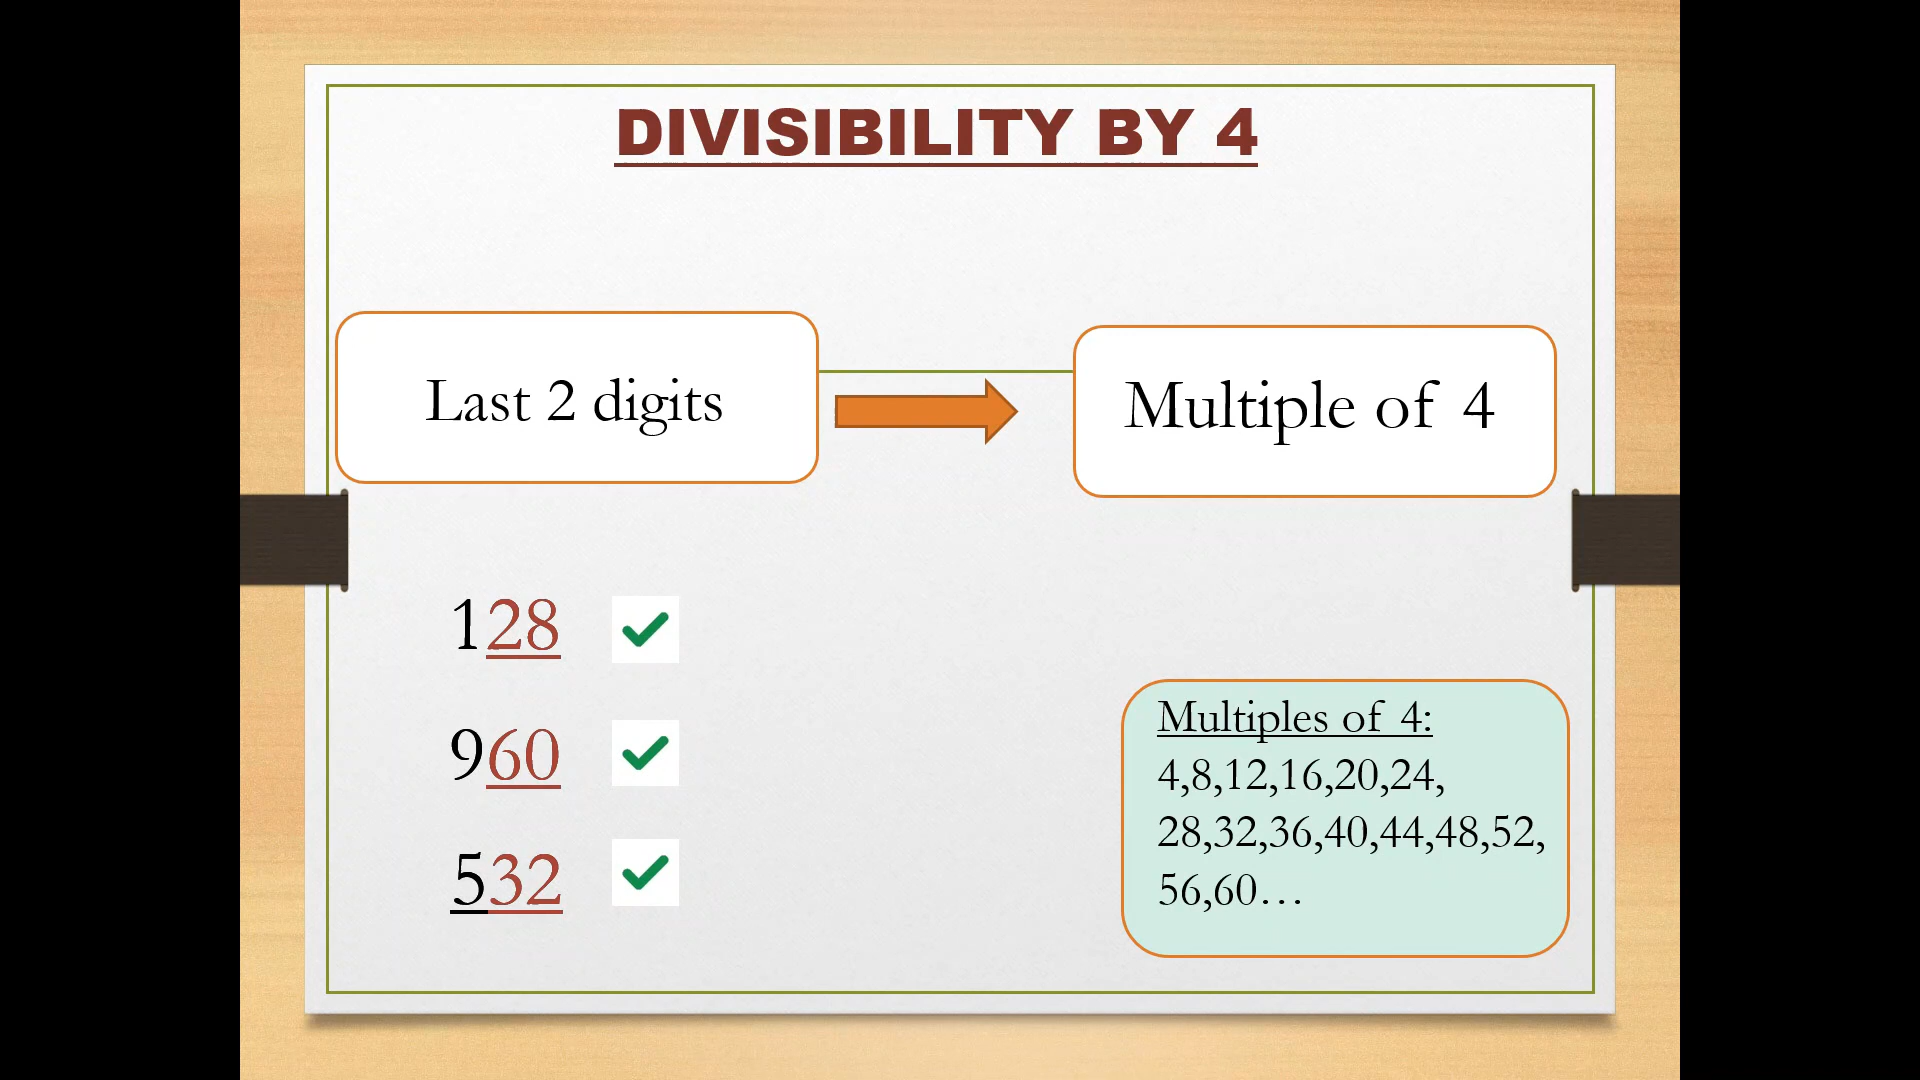 DIVISIBILITY BY 4
Last 2 digits
Multiple of 4
128
960
532
Multiples of 4:
4,8,12,16,20,24,
28,32,36,40,44,48,52,
56,60…